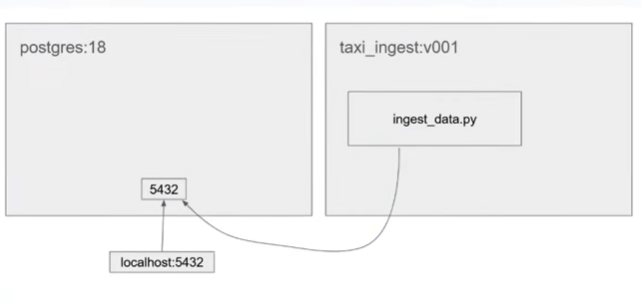 postgres:18
taxi_ingest:v001
ingest_data.py
5432
localhost:5432